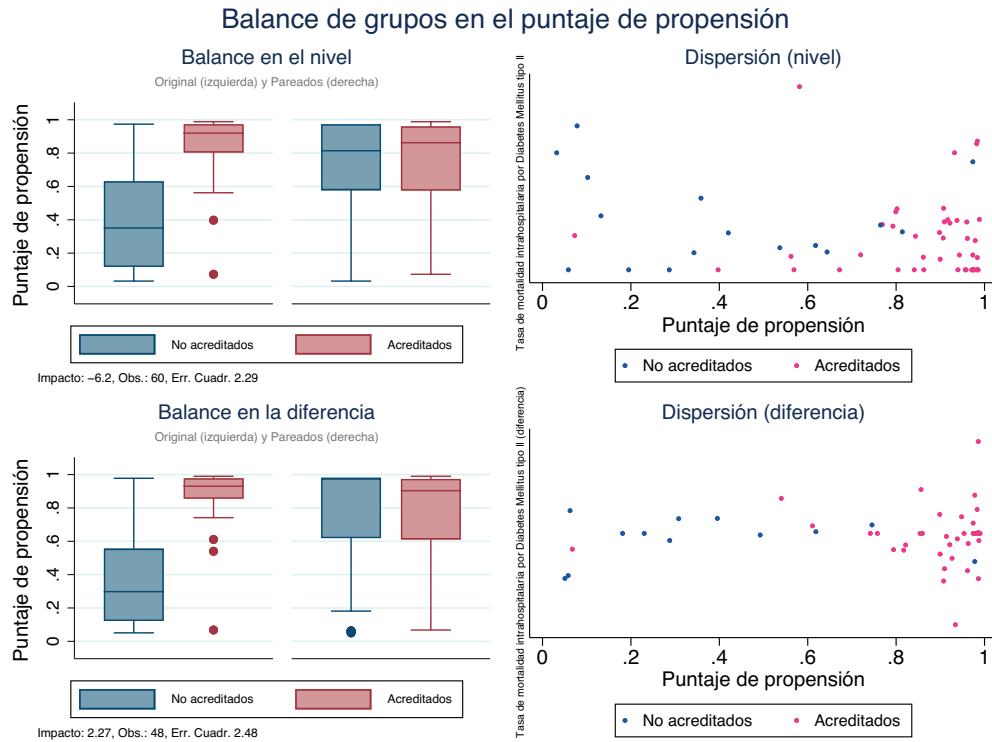 Balance de grupos en el puntaje de propensión
Balance en el nivel
Original (izquierda) y Pareados (derecha)
Puntaje de propensión
1
.8
.6
.4
.2
0
No acreditados
Acreditados
Impacto: −6.2, Obs.: 60, Err. Cuadr. 2.29
Dispersión (nivel)
Tasa de mortalidad intrahospitalaria por Diabetes Mellitus tipo II
0 .2 .4 .6 .8 1
Puntaje de propensión
No acreditados
Acreditados
Balance en la diferencia
Original (izquierda) y Pareados (derecha)
Puntaje de propensión
1
.8
.6
.4
.2
0
No acreditados
Acreditados
Impacto: 2.27, Obs.: 48, Err. Cuadr. 2.48
Dispersión (diferencia)
Tasa de mortalidad intrahospitalaria por Diabetes Mellitus tipo II (diferencia)
0 .2 .4 .6 .8 1
Puntaje de propensión
No acreditados
Acreditados